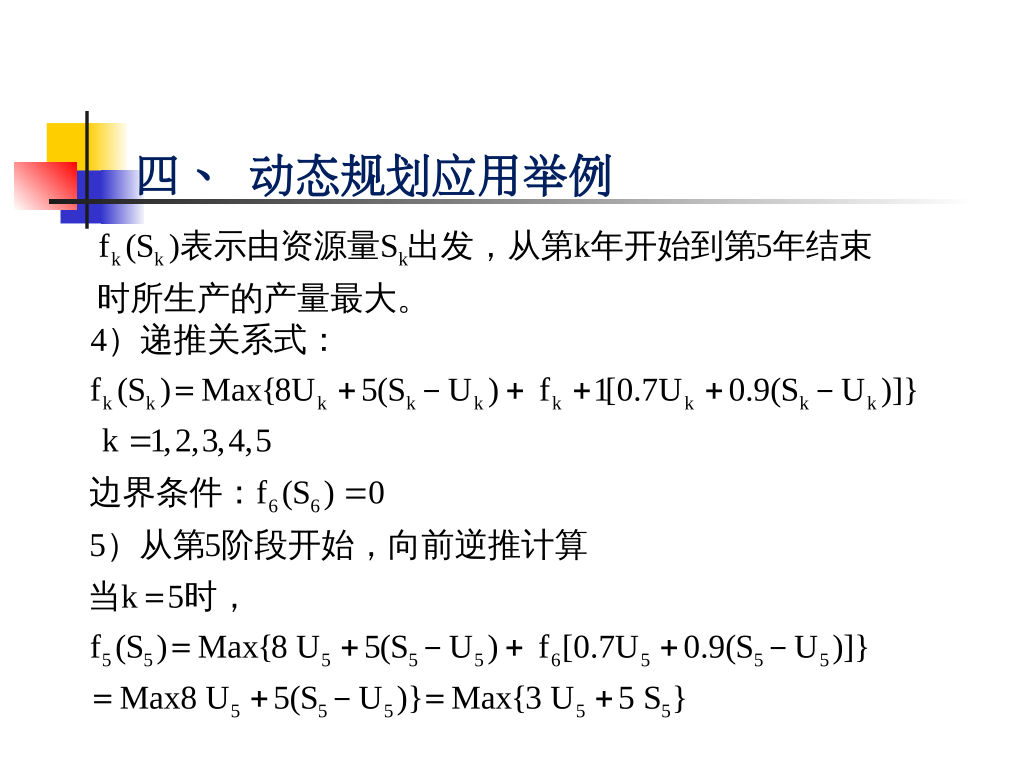 四、 动态规划应用举例
fk(Sk)表示由资源量Sk出发，从第k年开始到第5年结束
时所生产的产量最大。
4）递推关系式：
fk(Sk)＝Max{8Uk＋5(Sk－Uk)＋ fk＋1[0.7Uk＋0.9(Sk－Uk)]}
k＝1,2,3,4,5
边界条件：f6(S6)＝0
5）从第5阶段开始，向前逆推计算
当k＝5时，
f5(S5)＝Max{8 U5＋5(S5－U5)＋ f6[0.7U5＋0.9(S5－U5)]}
＝Max8 U5＋5(S5－U5)}＝Max{3 U5＋5 S5}